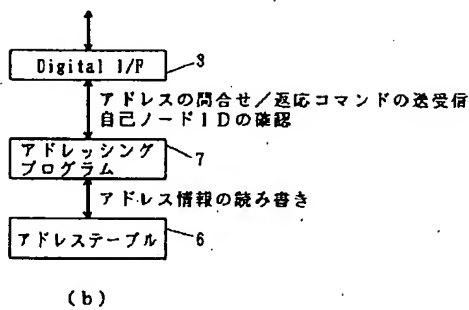 Digital I/F
3
アドレスの問合せ/返応コマンドの送受信
自己ノードIDの確認
アドレッシング
プログラム
7
アドレス情報の読み書き
アドレステーブル
6
(b)